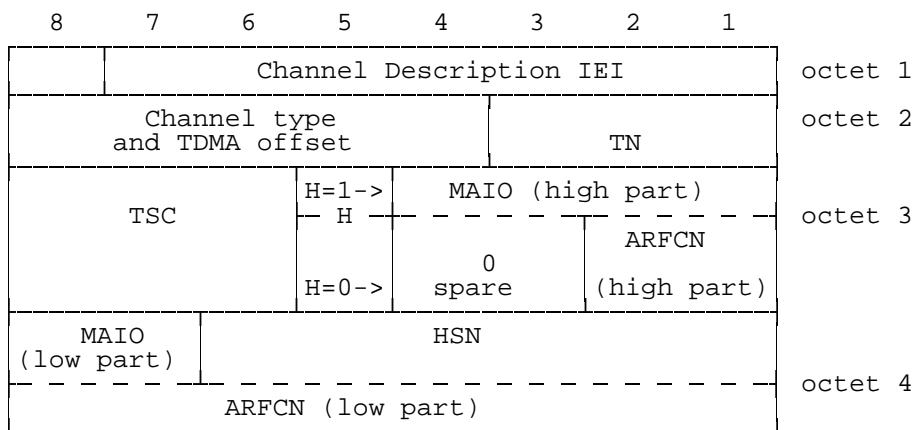 8 7 6 5 4 3 2 1
Channel Description IEI octet 1
Channel type octet 2
and TDMA offset TN
H=1-> MAIO (high part)
TSC H octet 3
ARFCN
0
H=0-> spare (high part)
MAIO HSN
(low part)
octet 4
ARFCN (low part)